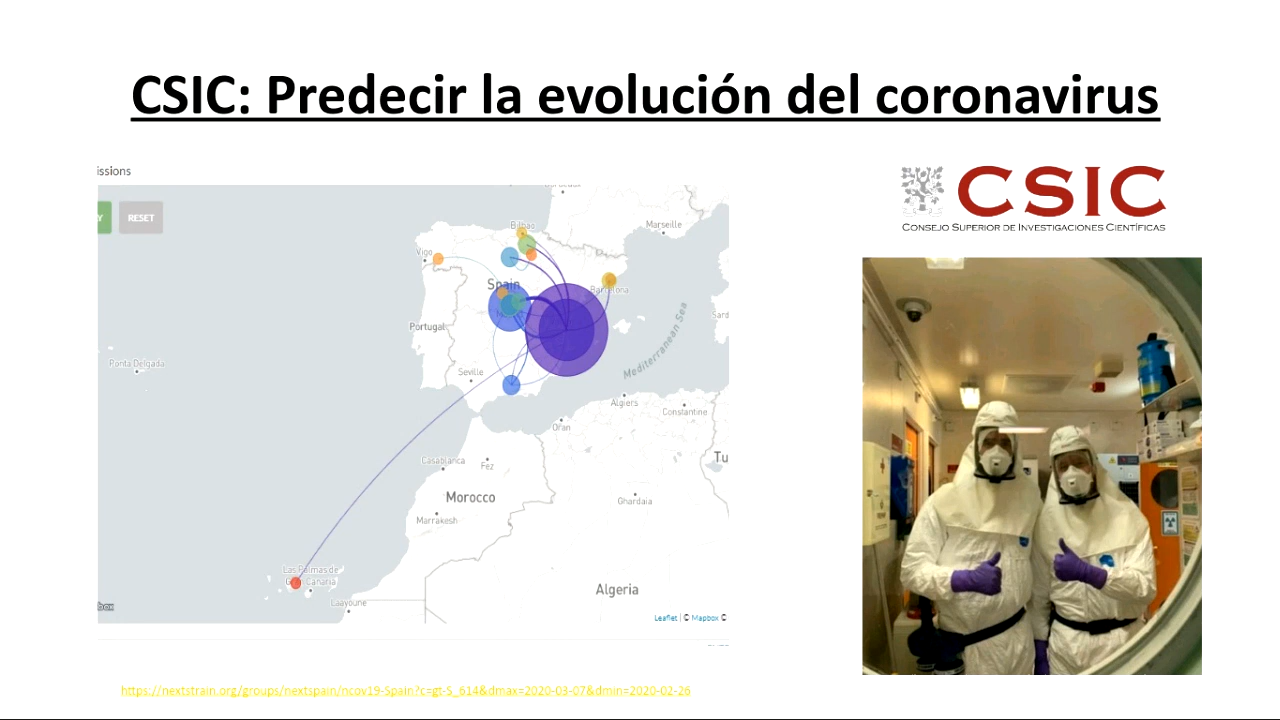 CSIC: Predecir la evolución del coronavirus
issions
Y
RESET
CSIC
CONSEJO SUPERIOR DE INVESTIGACIONES CIENTÍFICAS
Marseille
Bilbao
Vigo
Spain
Barcelona
Portugal
Sard
Mediterranean Sea
Ponta Delgada
Seville
Algiers
Constantine
Oran
Casablanca
Fez
Tu
Morocco
Ghardaia
Marrakesh
Las Palmas de
Gran Canaria
Algeria
Laayoune
box
Leaflet | © Mapbox ©
https://nextstrain.org/groups/nextspain/ncov19-Spain?c=gt-S_614&dmax=2020-03-07&dmin=2020-02-26